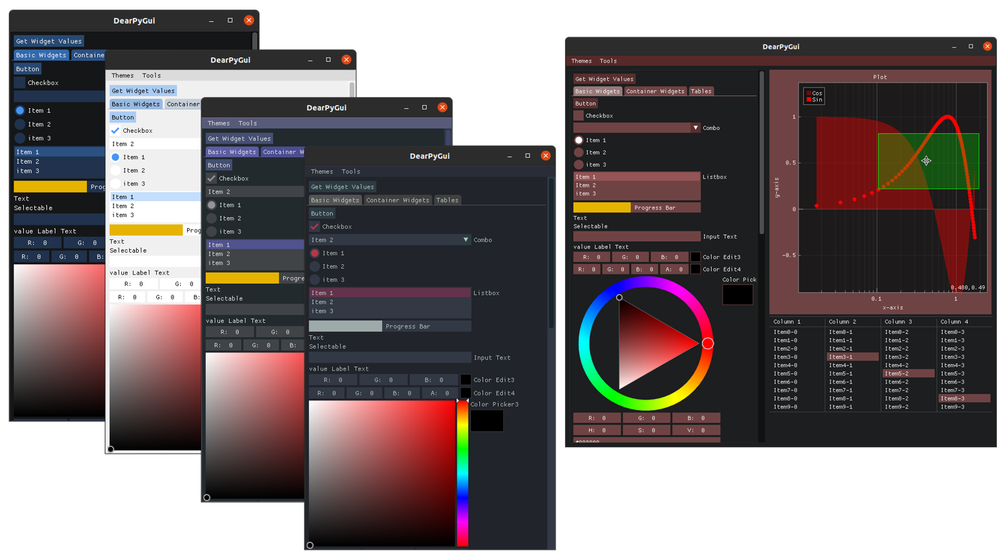 DearPyGui
Get Widget Values
Basic Widgets Containe
Button
Checkbox
Item 1
Item 2
item 3
Item 1
Item 2
item 3
Prog
Text
Selectable
value Label Text
R: 0 G: 0
R: 0 G: 0 B:
DearPyGui
Themes Tools
Get Widget Values
Basic Widgets Container
Button
Checkbox
Item 2
Item 1
Item 2
item 3
Item 1
Item 2
item 3
Prog
Text
Selectable
value Label Text
R: 0 G: 0
R: 0 G: 0 B:
DearPyGui
Themes Tools
Get Widget Values
Basic Widgets Container W
Button
Checkbox
Item 2
Item 1
Item 2
item 3
Item 1
Item 2
item 3
Progre
Text
Selectable
value Label Text
R: 0 G: 0
R: 0 G: 0 B:
DearPyGui
Themes Tools
Get Widget Values
Basic Widgets Container Widgets Tables
Button
Checkbox
Item 2 Combo
Item 1
Item 2
item 3
Item 1 Listbox
Item 2
item 3
Progress Bar
Text
Selectable
Input Text
value Label Text
R: 0 G: 0 B: 0 Color Edit3
R: 0 G: 0 B: 0 A: 0 Color Edit4
Color Picker3
DearPyGui
Themes Tools
Get Widget Values
Basic Widgets Container Widgets Tables
Button
Checkbox
Combo
Item 1
Item 2
item 3
Item 1 Listbox
Item 2
item 3
Progress Bar
Text
Selectable
Input Text
value Label Text
R: 0 G: 0 B: 0 Color Edit3
R: 0 G: 0 B: 0 A: 0 Color Edit4
Color Pick
R: 0 G: 0 B: 0
H: 0 S: 0 V: 0
#000000
Plot
Cos
Sin
1
0.5
0
-0.5
y-axis
0.480,0.49
0.1 1
x-axis
Column 1 Column 2 Column 3 Column 4
Item0-0 Item0-1 Item0-2 Item0-3
Item1-0 Item1-1 Item1-2 Item1-3
Item2-0 Item2-1 Item2-2 Item2-3
Item3-0 Item3-1 Item3-2 Item3-3
Item4-0 Item4-1 Item4-2 Item4-3
Item5-0 Item5-1 Item5-2 Item5-3
Item6-0 Item6-1 Item6-2 Item6-3
Item7-0 Item7-1 Item7-2 Item7-3
Item8-0 Item8-1 Item8-2 Item8-3
Item9-0 Item9-1 Item9-2 Item9-3